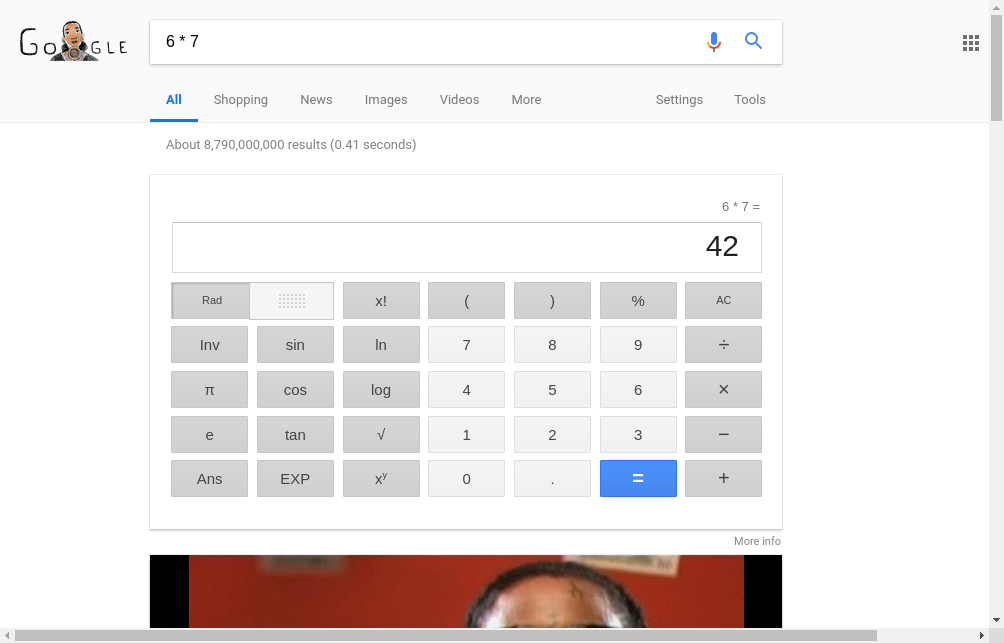 GoOGLE
6 * 7
All Shopping News Images Videos More Settings Tools
About 8,790,000,000 results (0.41 seconds)
6 * 7 =
42
Rad x! ( ) % AC
Inv sin ln 7 8 9 ÷
π cos log 4 5 6 ×
e tan √ 1 2 3 −
Ans EXP xʸ 0 . = +
More info